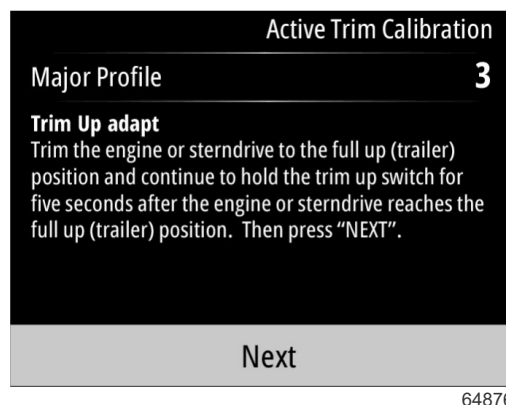 Active Trim Calibration
Major Profile 3
Trim Up adapt
Trim the engine or sterndrive to the full up (trailer)
position and continue to hold the trim up switch for
five seconds after the engine or sterndrive reaches the
full up (trailer) position.  Then press “NEXT”.
Next
64876